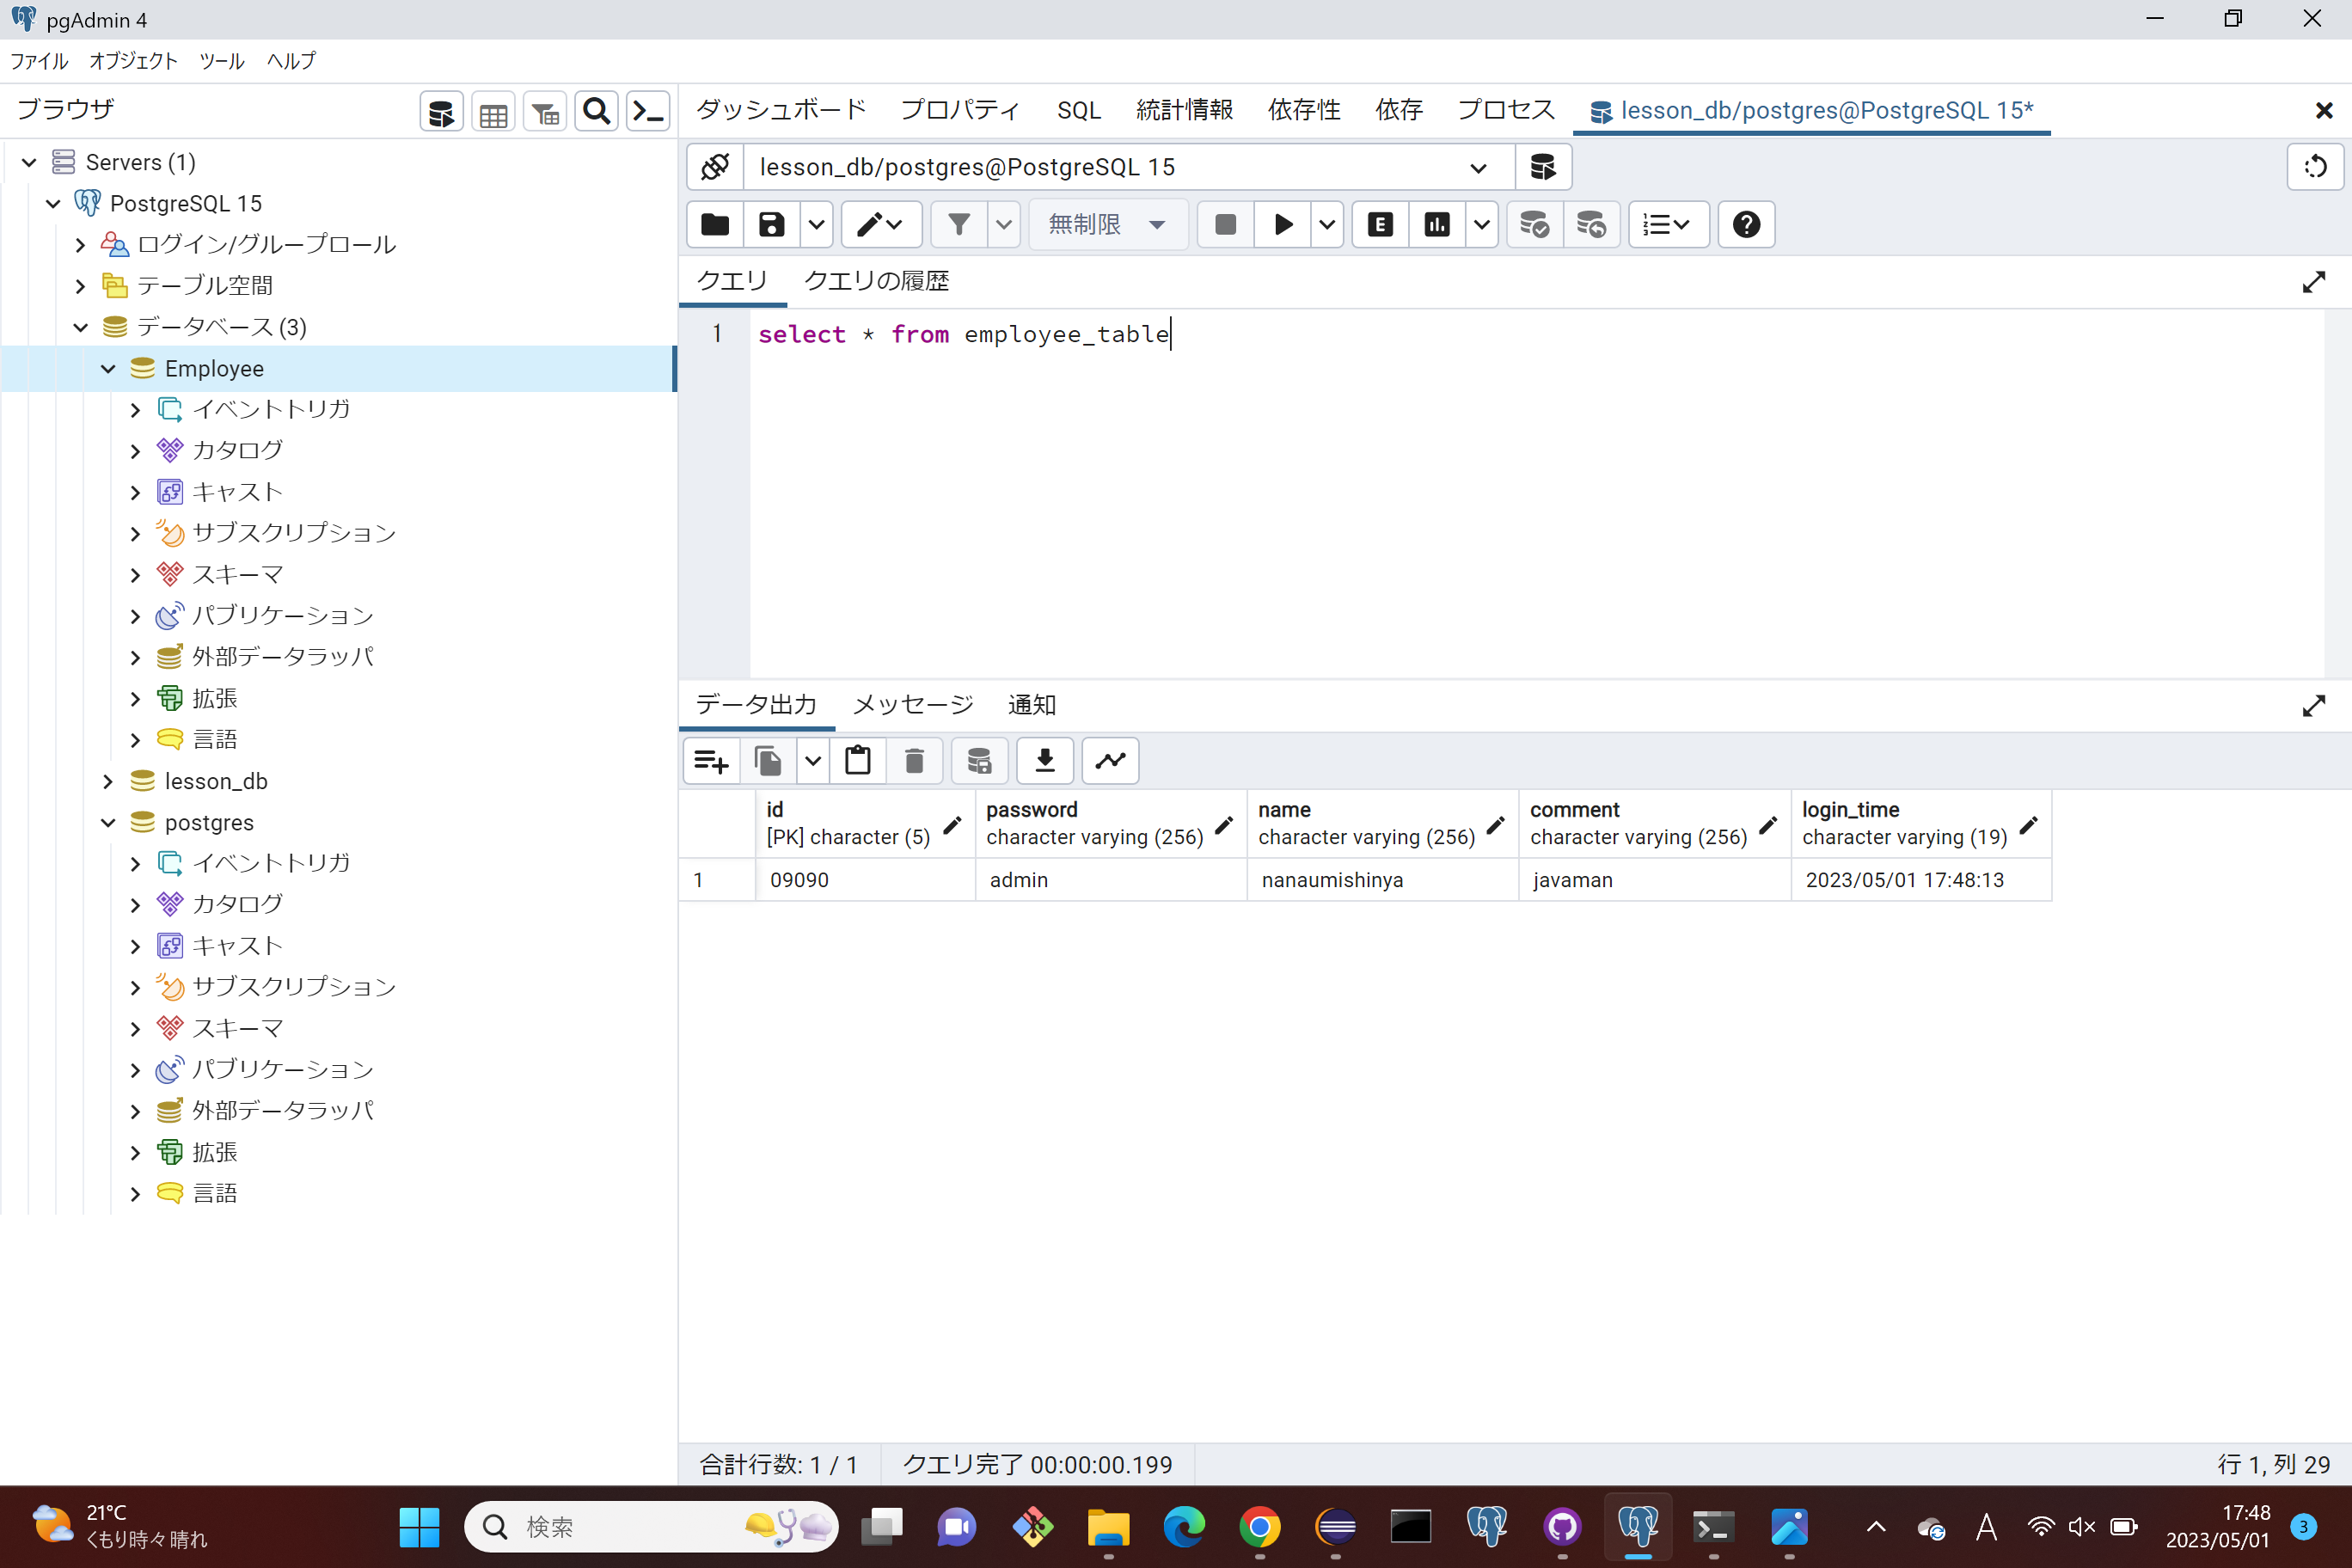 pgAdmin 4
ファイル オブジェクト ツール ヘルプ
ブラウザ
Servers (1)
PostgreSQL 15
ログイン/グループロール
テーブル空間
データベース (3)
Employee
イベントトリガ
カタログ
キャスト
サブスクリプション
スキーマ
パブリケーション
外部データラッパ
拡張
言語
lesson_db
postgres
イベントトリガ
カタログ
キャスト
サブスクリプション
スキーマ
パブリケーション
外部データラッパ
拡張
言語
ダッシュボード プロパティ SQL 統計情報 依存性 依存 プロセス lesson_db/postgres@PostgreSQL 15*
lesson_db/postgres@PostgreSQL 15
無制限 E
クエリ クエリの履歴
1 select * from employee_table
データ出力 メッセージ 通知
id password name comment login_time
[PK] character (5) character varying (256) character varying (256) character varying (256) character varying (19)
1 09090 admin nanaumishinya javaman 2023/05/01 17:48:13
合計行数: 1 / 1 クエリ完了 00:00:00.199 行 1, 列 29
21°C
くもり時々晴れ
検索
A
17:48
2023/05/01
3